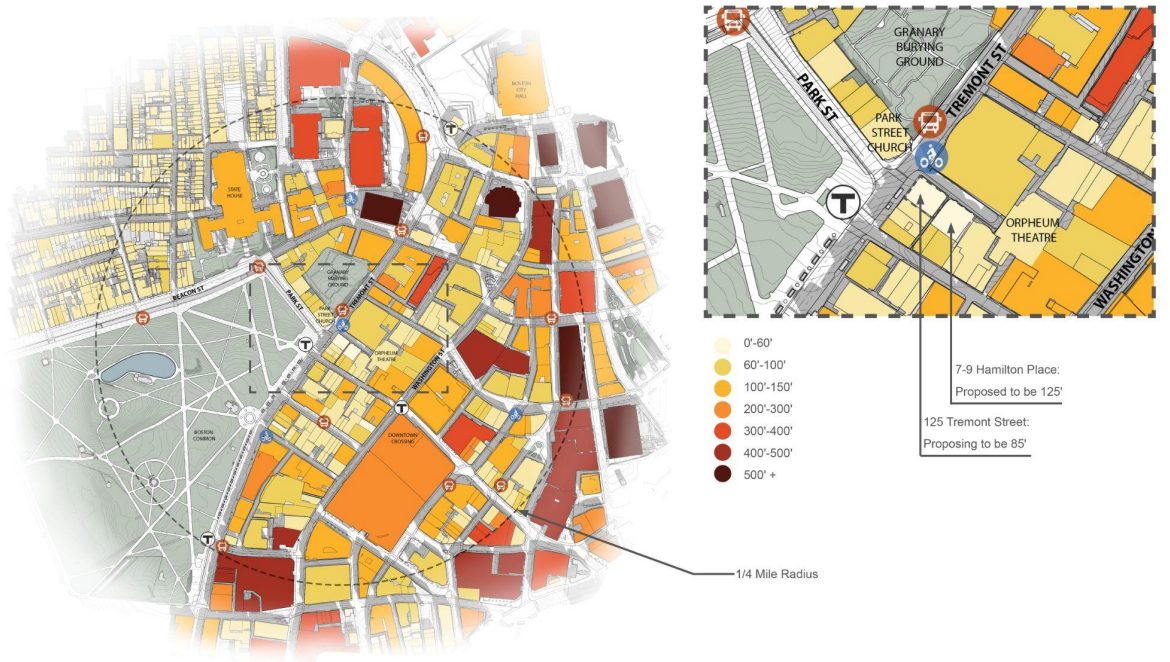 BOSTON
CITY
HALL
T
STATE
HOUSE
GRANARY
BURYING
GROUND
BEACON ST
PARK ST
TREMONT ST
PARK
STREET
CHURCH
T
ORPHEUM
THEATRE
WASHINGTON ST
T
BOSTON
COMMON
DOWNTOWN
CROSSING
T
GRANARY
BURYING
GROUND
PARK ST
TREMONT ST
PARK
STREET
CHURCH
T
ORPHEUM
THEATRE
WASHINGTON
0'-60'
60'-100'
100'-150'
200'-300'
300'-400'
400'-500'
500' +
7-9 Hamilton Place:
Proposed to be 125'
125 Tremont Street:
Proposing to be 85'
1/4 Mile Radius